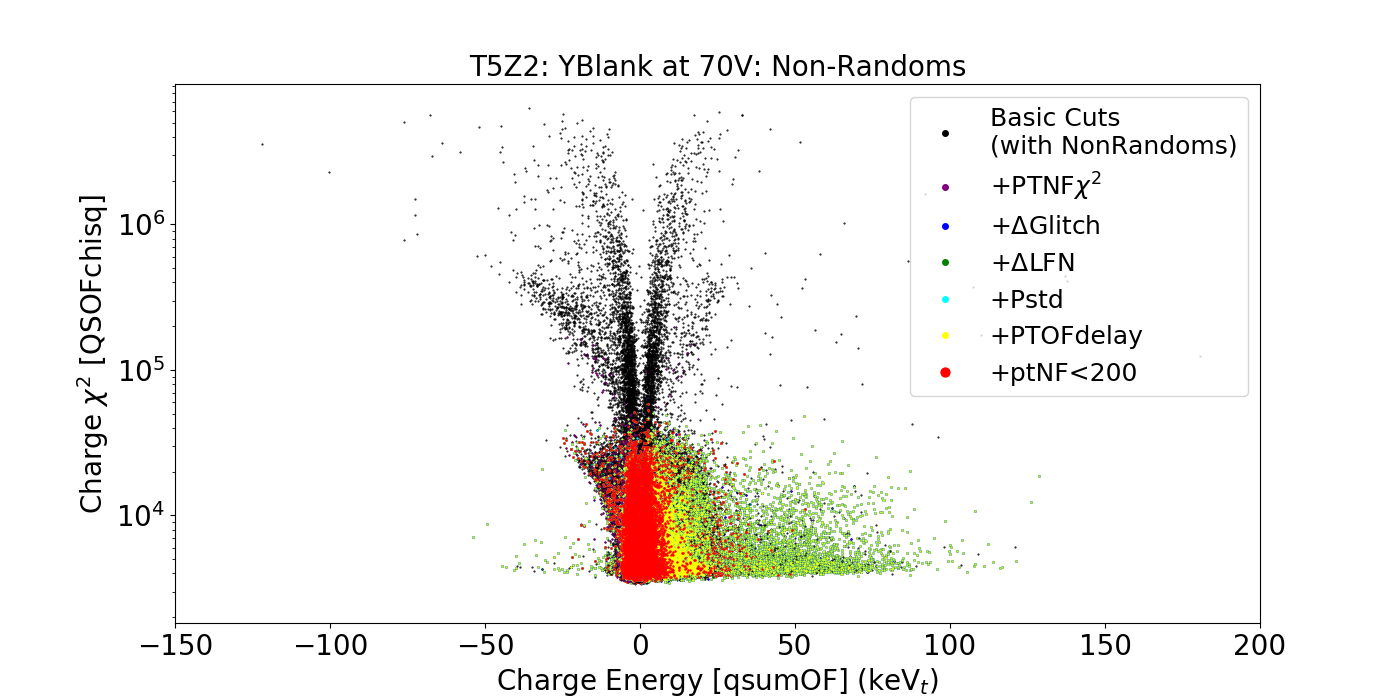 T5Z2: YBlank at 70V: Non-Randoms
Charge χ² [QSOFchisq]
10⁶
10⁵
10⁴
Basic Cuts
(with NonRandoms)
+PTNFχ²
+ΔGlitch
+ΔLFN
+Pstd
+PTOFdelay
+ptNF<200
−150 −100 −50 0 50 100 150 200
Charge Energy [qsumOF] (keVₜ)